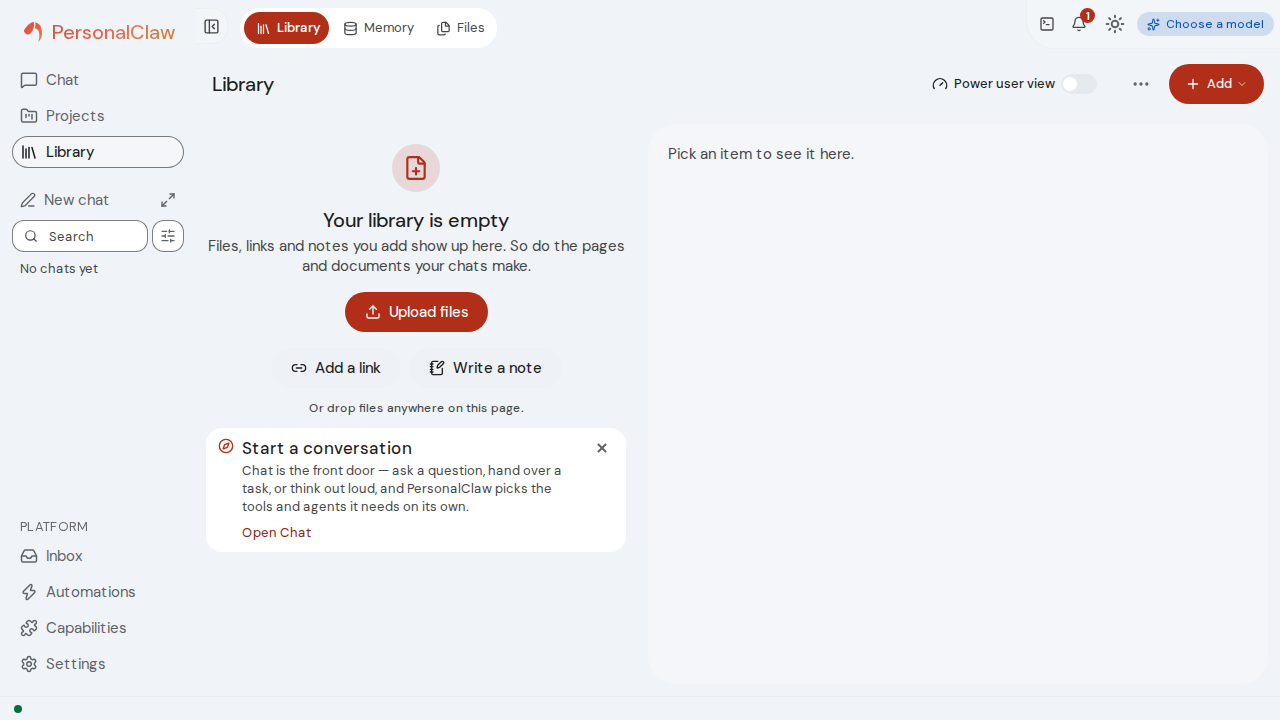 PersonalClaw
Library
Memory
Files
1
Choose a model
Chat
Projects
Library
New chat
Search
No chats yet
PLATFORM
Inbox
Automations
Capabilities
Settings
Library
Power user view
Add
Your library is empty
Files, links and notes you add show up here. So do the pages
and documents your chats make.
Upload files
Add a link
Write a note
Or drop files anywhere on this page.
Start a conversation
Chat is the front door — ask a question, hand over a
task, or think out loud, and PersonalClaw picks the
tools and agents it needs on its own.
Open Chat
Pick an item to see it here.